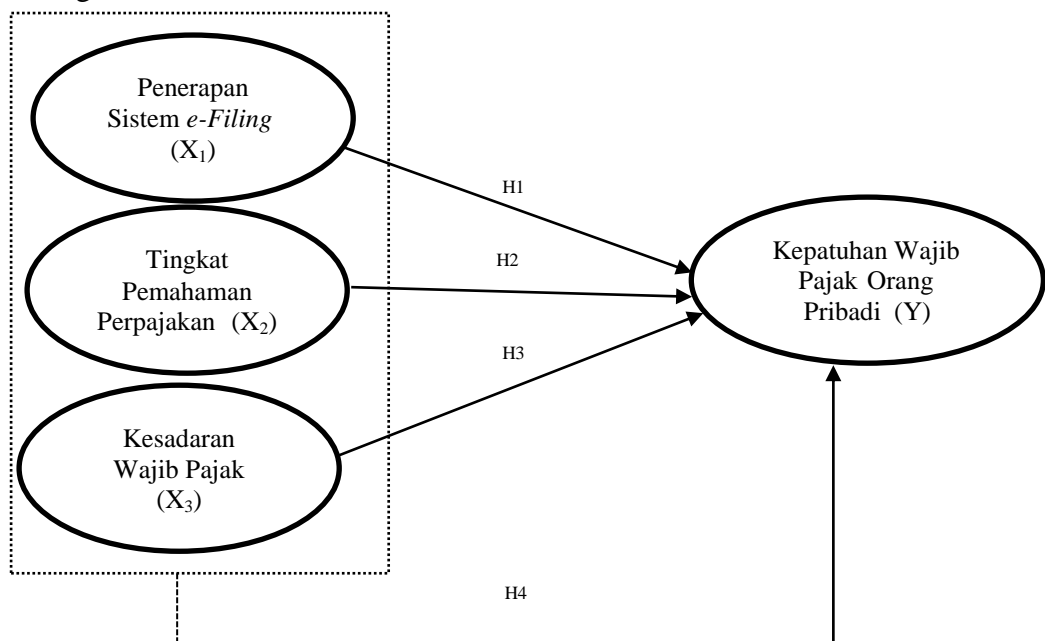 Penerapan
Sistem e-Filing
(X₁)
H1
Tingkat
Pemahaman
Perpajakan (X₂)
H2
Kepatuhan Wajib
Pajak Orang
Pribadi (Y)
H3
Kesadaran
Wajib Pajak
(X₃)
H4